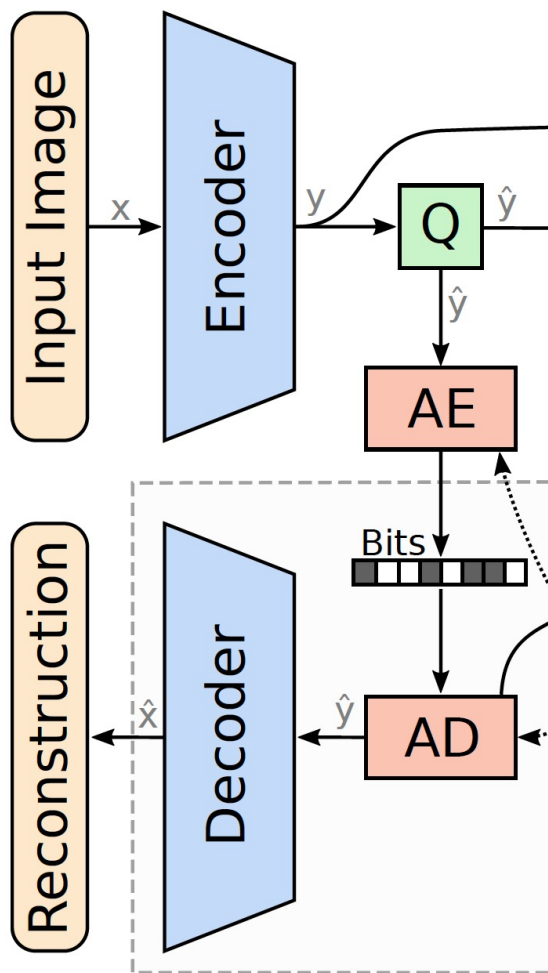 Input Image
x
Encoder
y
Q
ŷ
ŷ
AE
Bits
Reconstruction
x̂
Decoder
ŷ
AD